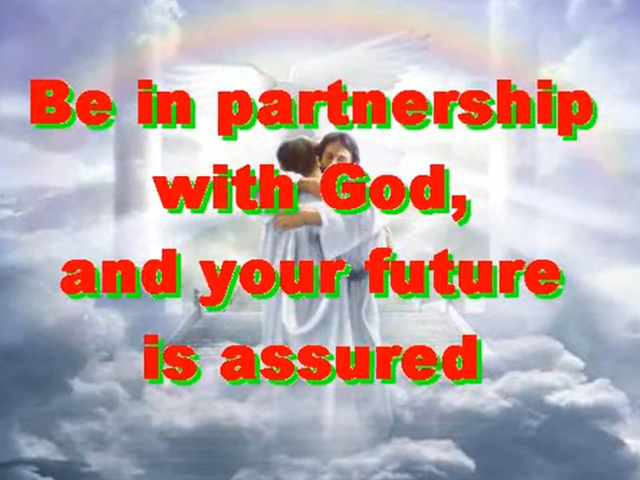 Be in partnership
with God,
and your future
is assured